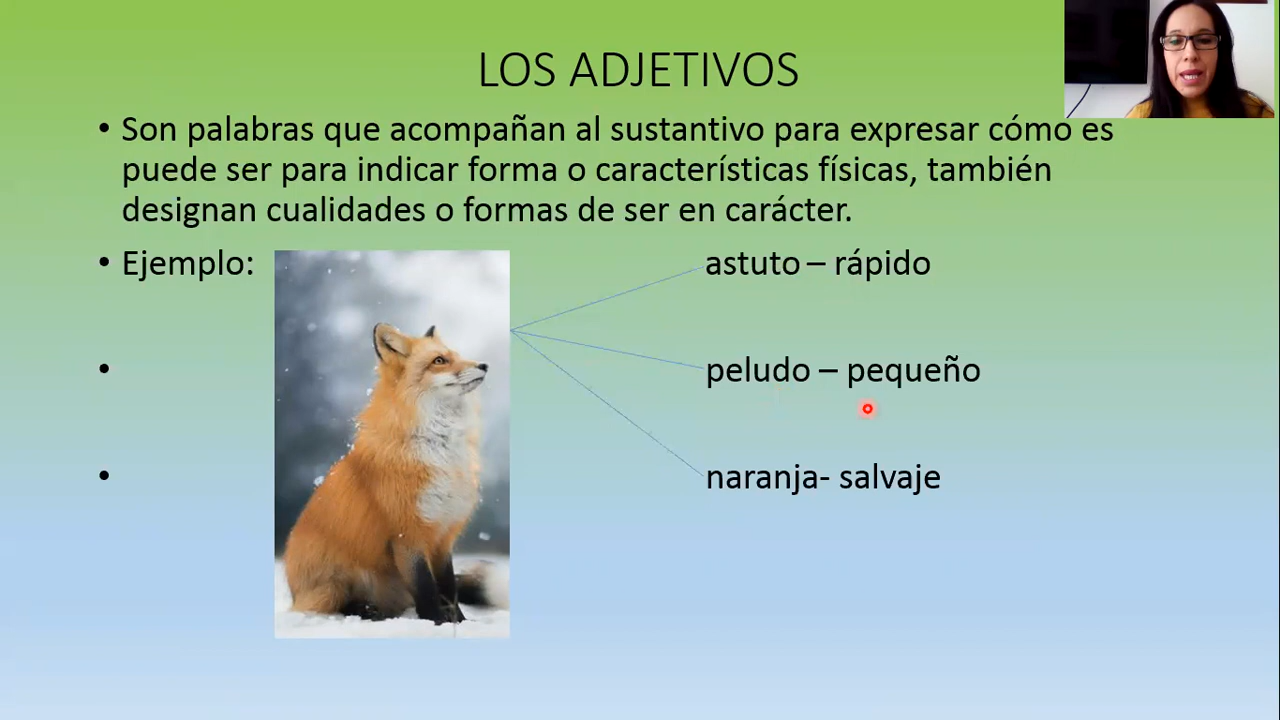 LOS ADJETIVOS
• Son palabras que acompañan al sustantivo para expresar cómo es
puede ser para indicar forma o características físicas, también
designan cualidades o formas de ser en carácter.
• Ejemplo: astuto – rápido
• peludo – pequeño
• naranja- salvaje